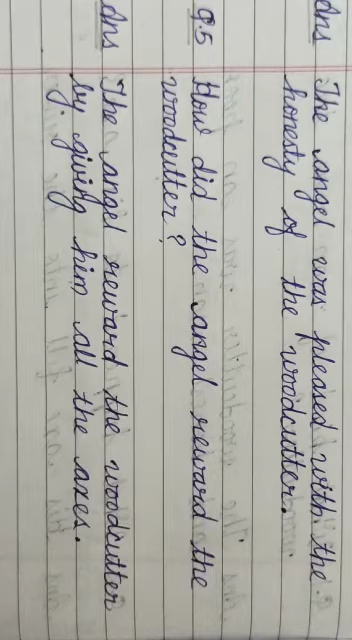 Ans The angel was pleased with the
honesty of the woodcutter.
Q.5 How did the angel reward the
woodcutter?
Ans The angel reward the woodcutter
by giving him all the axes.